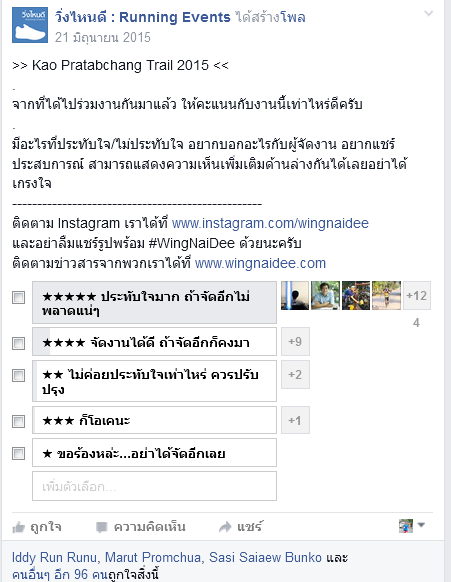 วิ่งไหนดี : Running Events ได้สร้างโพล
21 มิถุนายน 2015
>> Kao Pratabchang Trail 2015 <<
.
จากที่ได้ไปร่วมงานกันมาแล้ว ให้คะแนนกับงานนี้เท่าไหร่ดีครับ
.
มีอะไรที่ประทับใจ/ไม่ประทับใจ อยากบอกอะไรกับผู้จัดงาน อยากแชร์
ประสบการณ์ สามารถแสดงความเห็นเพิ่มเติมด้านล่างกันได้เลยอย่าได้
เกรงใจ
--------------------------------------------------
ติดตาม Instagram เราได้ที่ www.instagram.com/wingnaidee
และอย่าลืมแชร์รูปพร้อม #WingNaiDee ด้วยนะครับ
ติดตามข่าวสารจากพวกเราได้ที่ www.wingnaidee.com
★★★★★ ประทับใจมาก ถ้าจัดอีกไม่
พลาดแน่ๆ
+12
4
★★★★ จัดงานได้ดี ถ้าจัดอีกก็คงมา
+9
★★ ไม่ค่อยประทับใจเท่าไหร่ ควรปรับ
ปรุง
+2
★★★ ก็โอเคนะ
+1
★ ขอร้องหล่ะ...อย่าได้จัดอีกเลย
เพิ่มตัวเลือก...
ถูกใจ ความคิดเห็น แชร์
Iddy Run Runu, Marut Promchua, Sasi Saiaew Bunko และ
คนอื่นๆ อีก 96 คนถูกใจสิ่งนี้